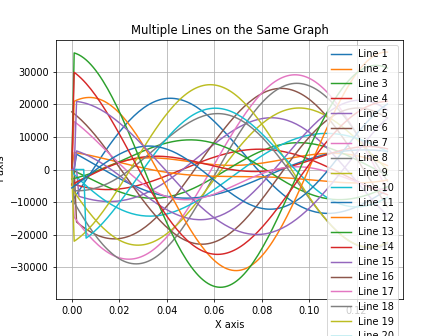 Multiple Lines on the Same Graph
30000
20000
10000
0
−10000
−20000
−30000
0.00
0.02
0.04
0.06
0.08
0.10
X axis
Line 1
Line 2
Line 3
Line 4
Line 5
Line 6
Line 7
Line 8
Line 9
Line 10
Line 11
Line 12
Line 13
Line 14
Line 15
Line 16
Line 17
Line 18
Line 19
Line 20